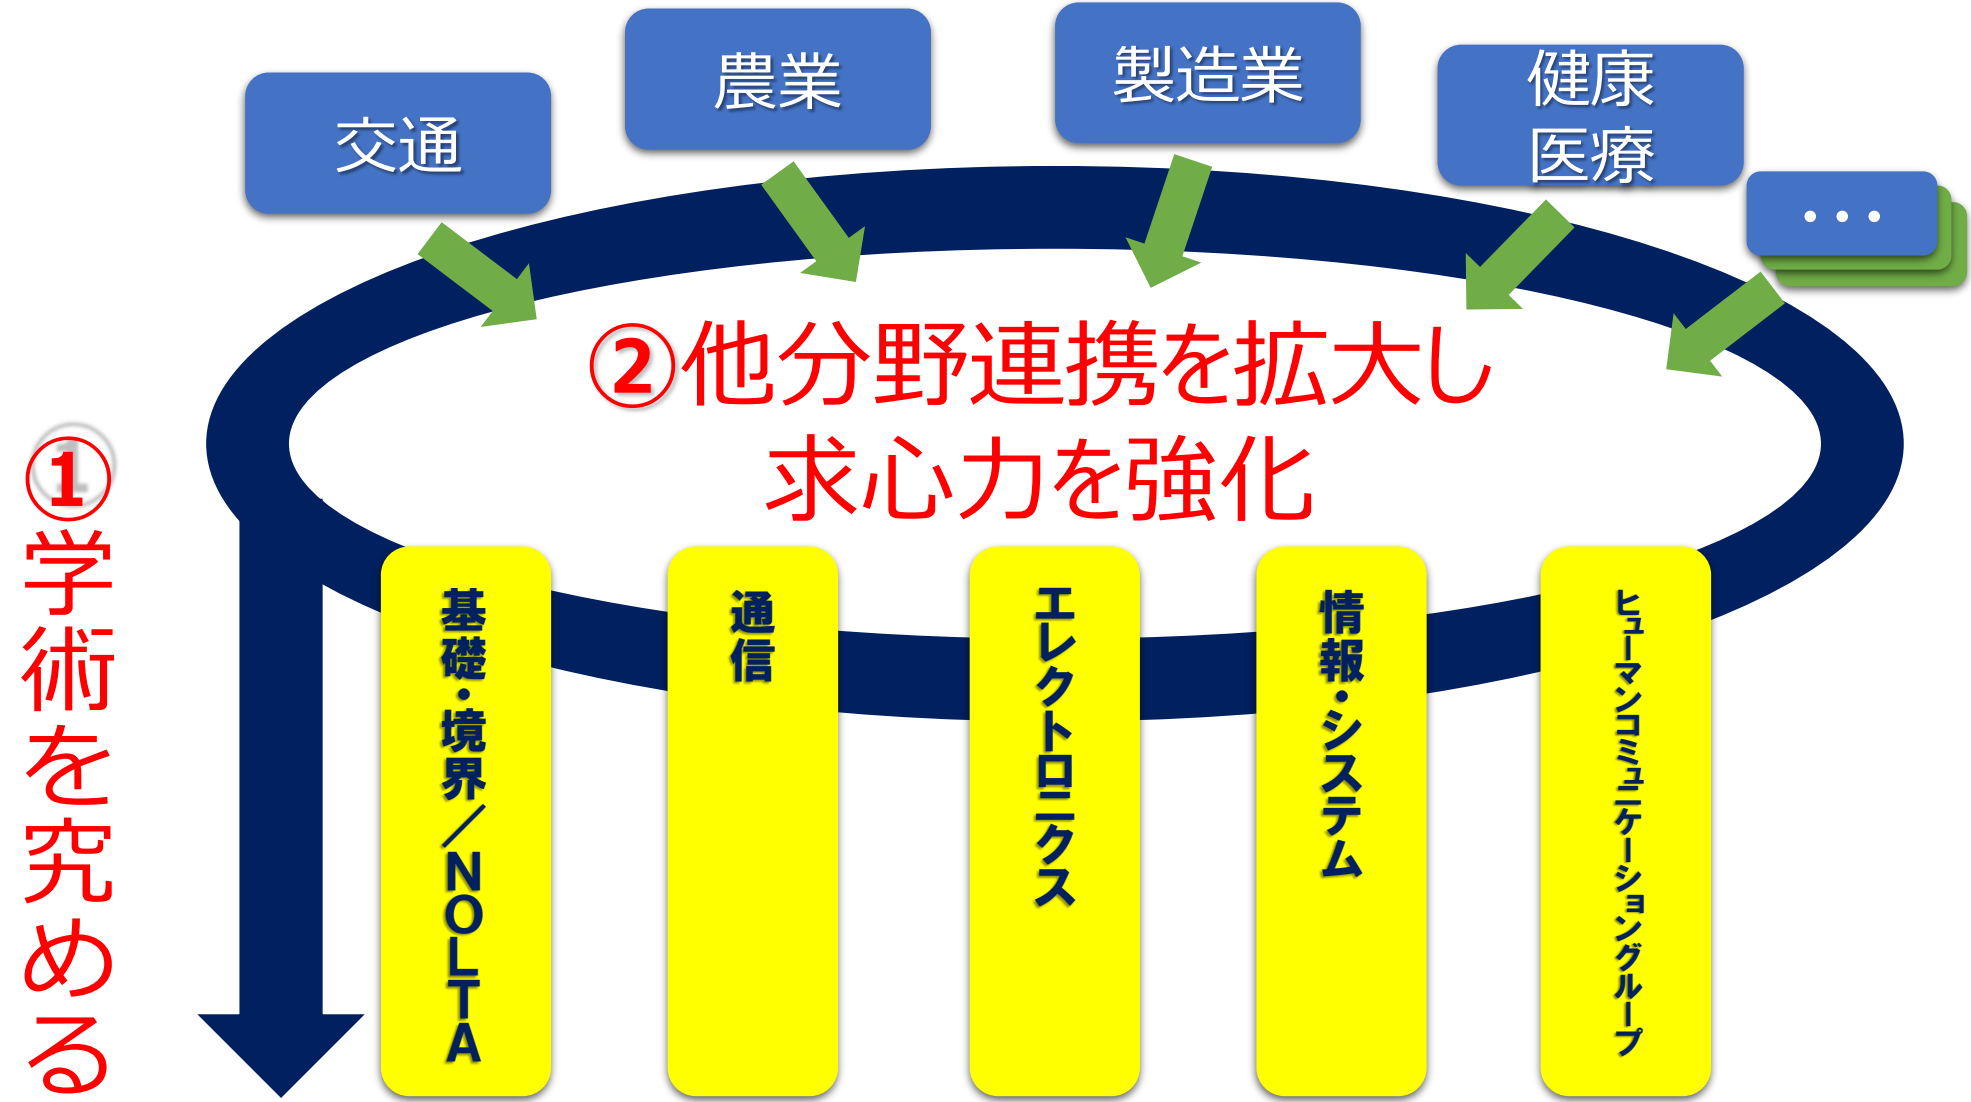 交通
農業
製造業
健康
医療
・・・
②他分野連携を拡大し
求心力を強化
①学術を究める
基礎・境界／ＮＯＬＴＡ
通信
エレクトロニクス
情報・システム
ヒューマンコミュニケーショングループ